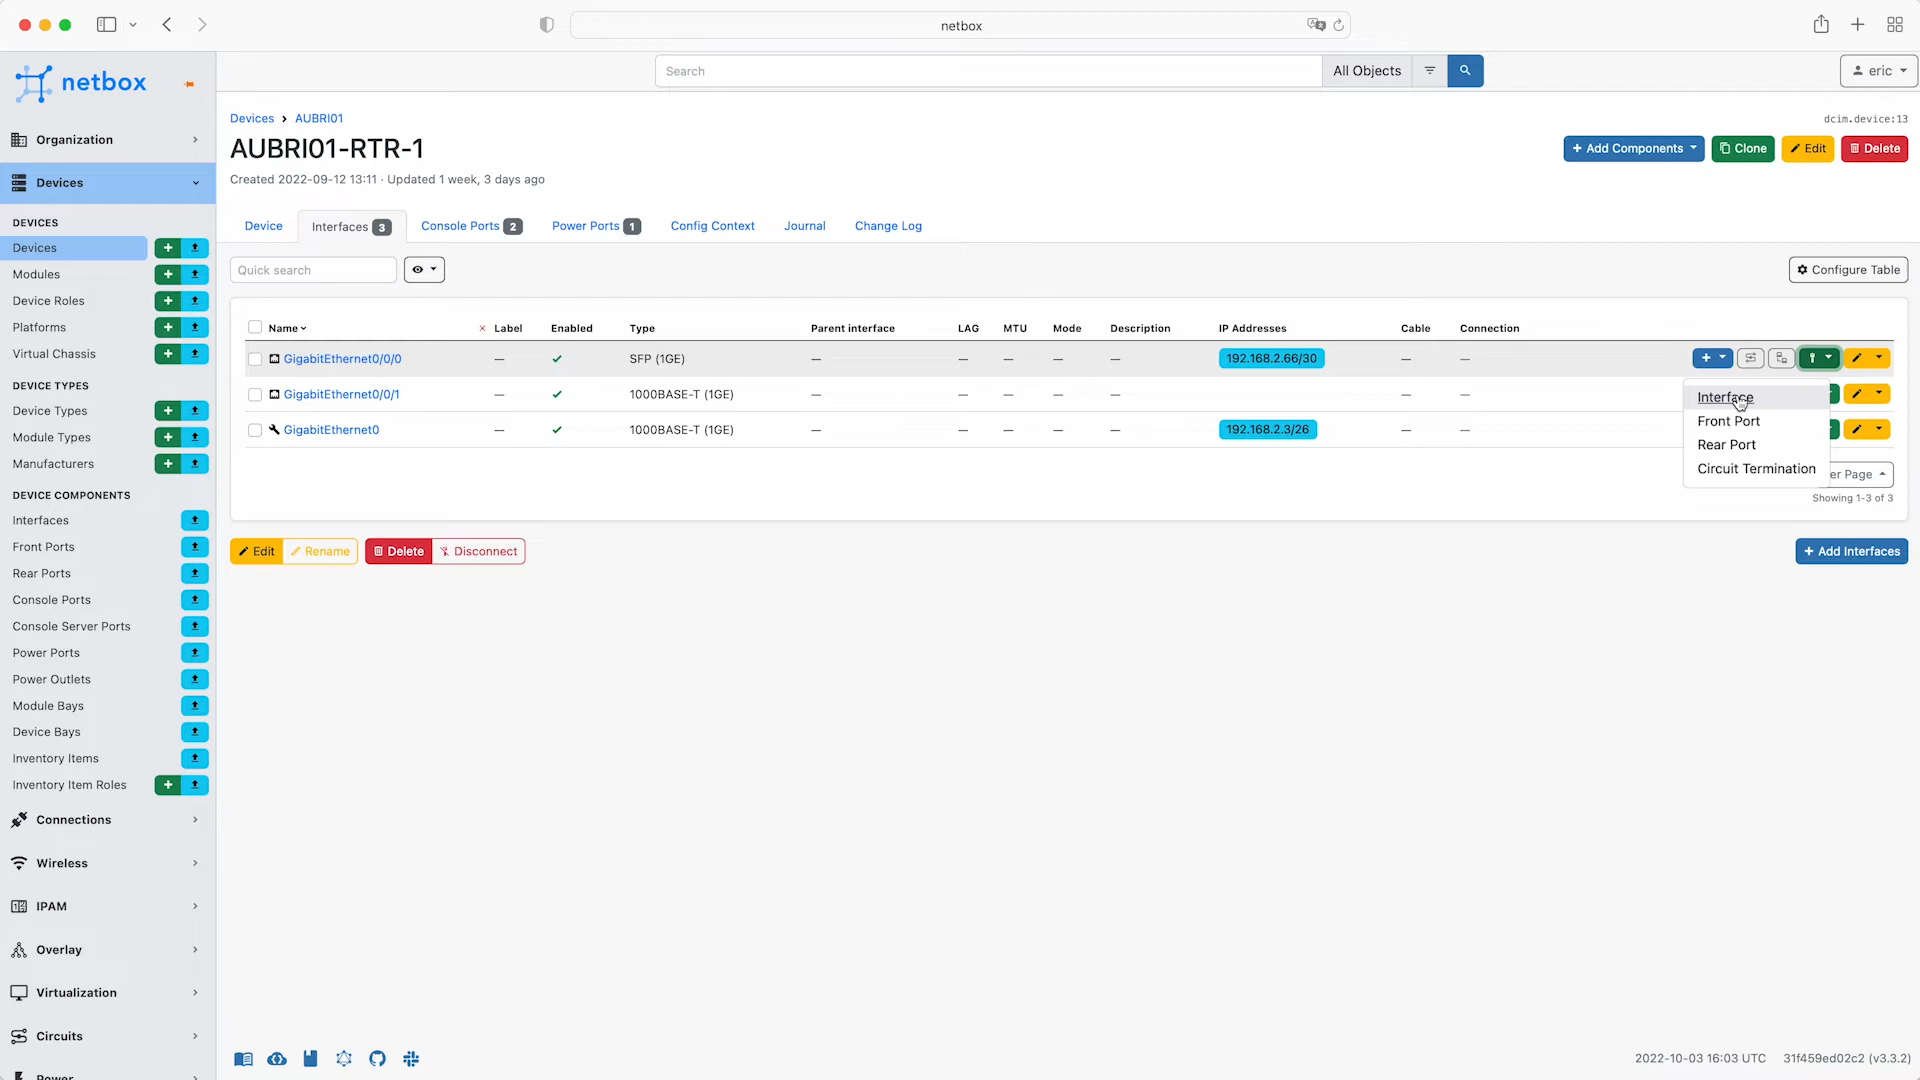 netbox
netbox
Search
All Objects
eric
Organization
Devices
DEVICES
Devices
Modules
Device Roles
Platforms
Virtual Chassis
DEVICE TYPES
Device Types
Module Types
Manufacturers
DEVICE COMPONENTS
Interfaces
Front Ports
Rear Ports
Console Ports
Console Server Ports
Power Ports
Power Outlets
Module Bays
Device Bays
Inventory Items
Inventory Item Roles
Connections
Wireless
IPAM
Overlay
Virtualization
Circuits
Power
Devices > AUBRI01
dcim.device:13
AUBRI01-RTR-1
+ Add Components Clone Edit Delete
Created 2022-09-12 13:11 · Updated 1 week, 3 days ago
Device Interfaces 3 Console Ports 2 Power Ports 1 Config Context Journal Change Log
Quick search
Configure Table
Name Label Enabled Type Parent interface LAG MTU Mode Description IP Addresses Cable Connection
GigabitEthernet0/0/0 — SFP (1GE) — — — — — 192.168.2.66/30 — —
GigabitEthernet0/0/1 — 1000BASE-T (1GE) — — — — — — —
GigabitEthernet0 — 1000BASE-T (1GE) — — — — — 192.168.2.3/26 — —
Interface
Front Port
Rear Port
Circuit Termination
Page
Showing 1-3 of 3
Edit Rename Delete Disconnect
+ Add Interfaces
2022-10-03 16:03 UTC 31f459ed02c2 (v3.3.2)